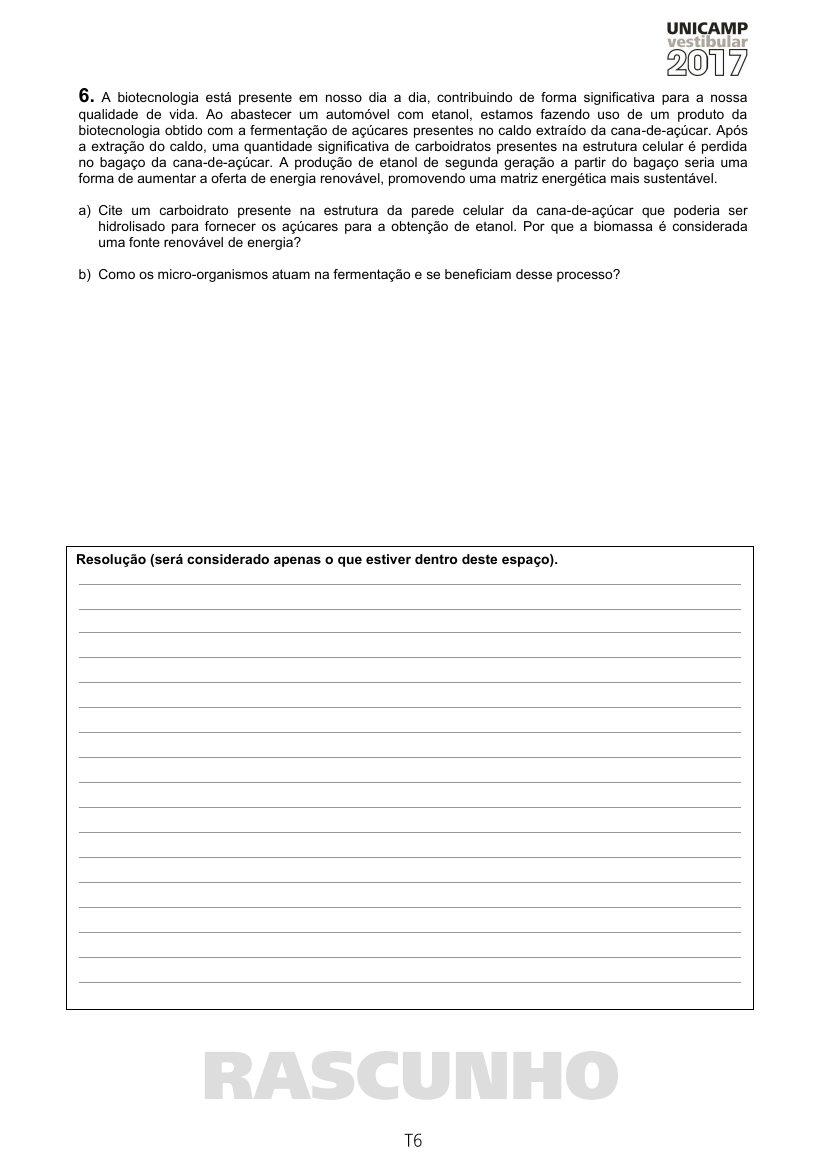 UNICAMP
vestibular
2017
6. A biotecnologia está presente em nosso dia a dia, contribuindo de forma significativa para a nossa
qualidade de vida. Ao abastecer um automóvel com etanol, estamos fazendo uso de um produto da
biotecnologia obtido com a fermentação de açúcares presentes no caldo extraído da cana-de-açúcar. Após
a extração do caldo, uma quantidade significativa de carboidratos presentes na estrutura celular é perdida
no bagaço da cana-de-açúcar. A produção de etanol de segunda geração a partir do bagaço seria uma
forma de aumentar a oferta de energia renovável, promovendo uma matriz energética mais sustentável.
a) Cite um carboidrato presente na estrutura da parede celular da cana-de-açúcar que poderia ser
hidrolisado para fornecer os açúcares para a obtenção de etanol. Por que a biomassa é considerada
uma fonte renovável de energia?
b) Como os micro-organismos atuam na fermentação e se beneficiam desse processo?
Resolução (será considerado apenas o que estiver dentro deste espaço).
RASCUNHO
T6